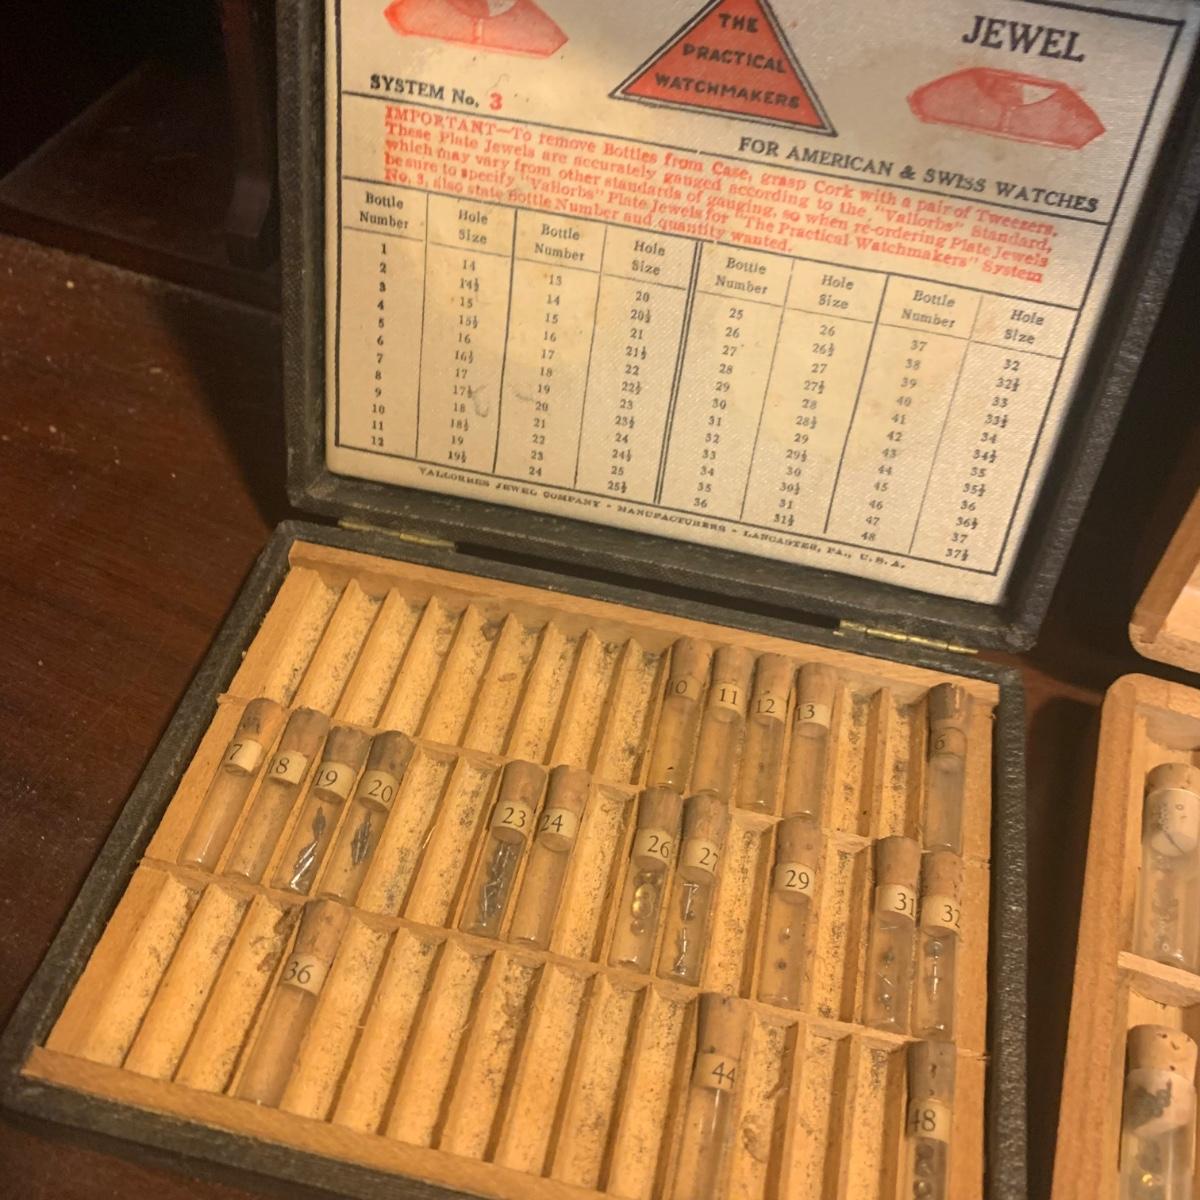 THE
PRACTICAL
WATCHMAKERS
JEWEL
SYSTEM No. 3
FOR AMERICAN & SWISS WATCHES
IMPORTANT—To remove Bottles from Case, grasp Cork with a pair of Tweezers.
These Plate Jewels are accurately gauged according to the "Vallorbs" Standard,
which may vary from other standards of gauging, so when re-ordering Plate Jewels
be sure to specify "Vallorbs" Plate Jewels for "The Practical Watchmakers" System
No. 3, also state Bottle Number and quantity wanted.
Bottle Number Hole Size Bottle Number Hole Size Bottle Number Hole Size Bottle Number Hole Size
1 14 13 20 25 26 37 32
2 14½ 14 20½ 26 26½ 38 32½
3 15 15 21 27 27 39 33
4 15½ 16 21½ 28 27½ 40 33½
5 16 17 22 29 28 41 34
6 16½ 18 22½ 30 28½ 42 34½
7 17 19 23 31 29 43 35
8 17½ 20 23½ 32 29½ 44 35½
9 18 21 24 33 30 45 36
10 18½ 22 24½ 34 30½ 46 36½
11 19 23 25 35 31 47 37
12 19½ 24 25½ 36 31½ 48 37½
VALLORBES JEWEL COMPANY - MANUFACTURERS - LANCASTER, PA., U.S.A.
10 11 12 13 6
7 18 19 20 23 24 26 27 29 31 32
36 44 48